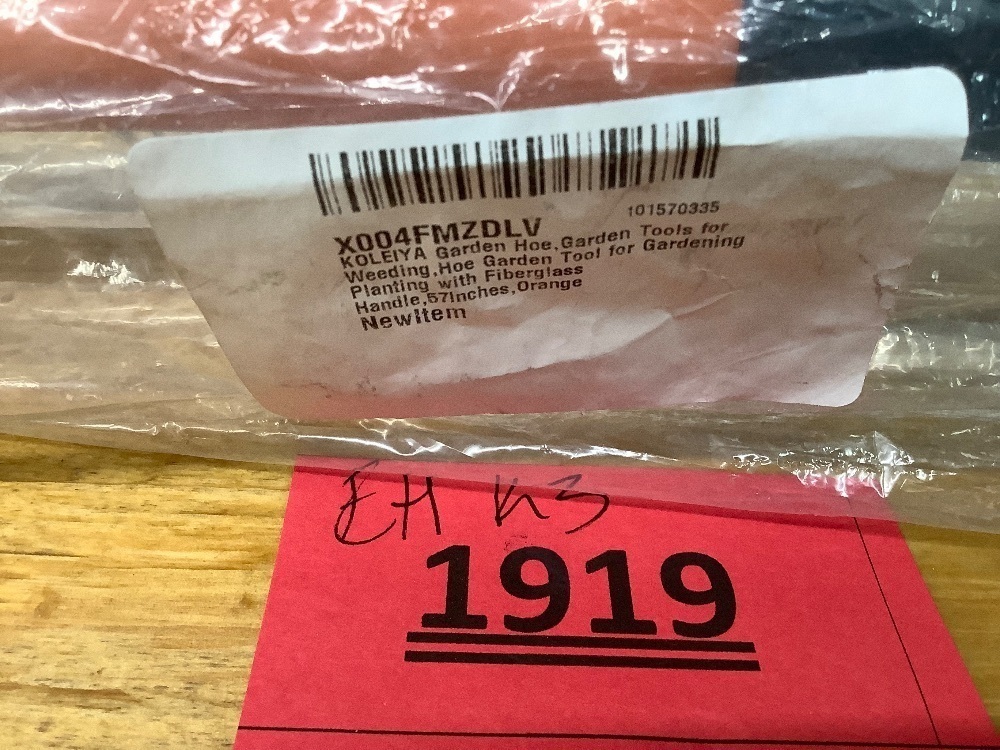 101570335
X004FMZDLV
KOLEIYA Garden Hoe,Garden Tools for
Weeding,Hoe Garden Tool for Gardening
Planting with Fiberglass
Handle,57Inches,Orange
NewItem
EH
1919